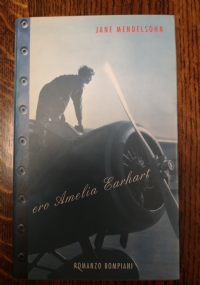 JANE MENDELSOHN
ero Amelia Earhart
ROMANZO BOMPIANI